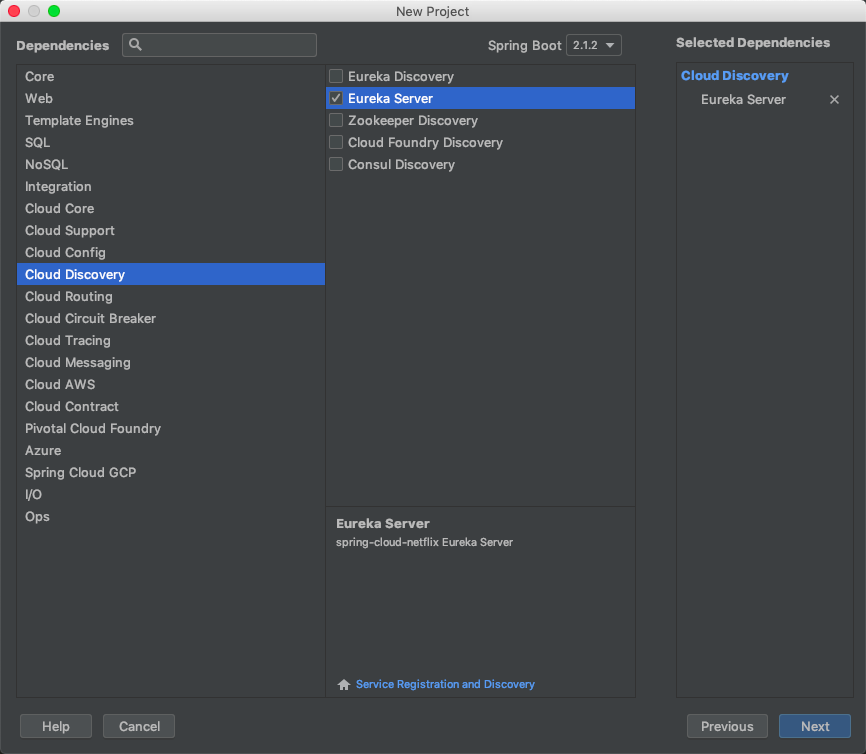 New Project
Dependencies
Spring Boot 2.1.2
Selected Dependencies
Core
Web
Template Engines
SQL
NoSQL
Integration
Cloud Core
Cloud Support
Cloud Config
Cloud Discovery
Cloud Routing
Cloud Circuit Breaker
Cloud Tracing
Cloud Messaging
Cloud AWS
Cloud Contract
Pivotal Cloud Foundry
Azure
Spring Cloud GCP
I/O
Ops
Eureka Discovery
Eureka Server
Zookeeper Discovery
Cloud Foundry Discovery
Consul Discovery
Eureka Server
spring-cloud-netflix Eureka Server
Service Registration and Discovery
Cloud Discovery
Eureka Server
Help
Cancel
Previous
Next